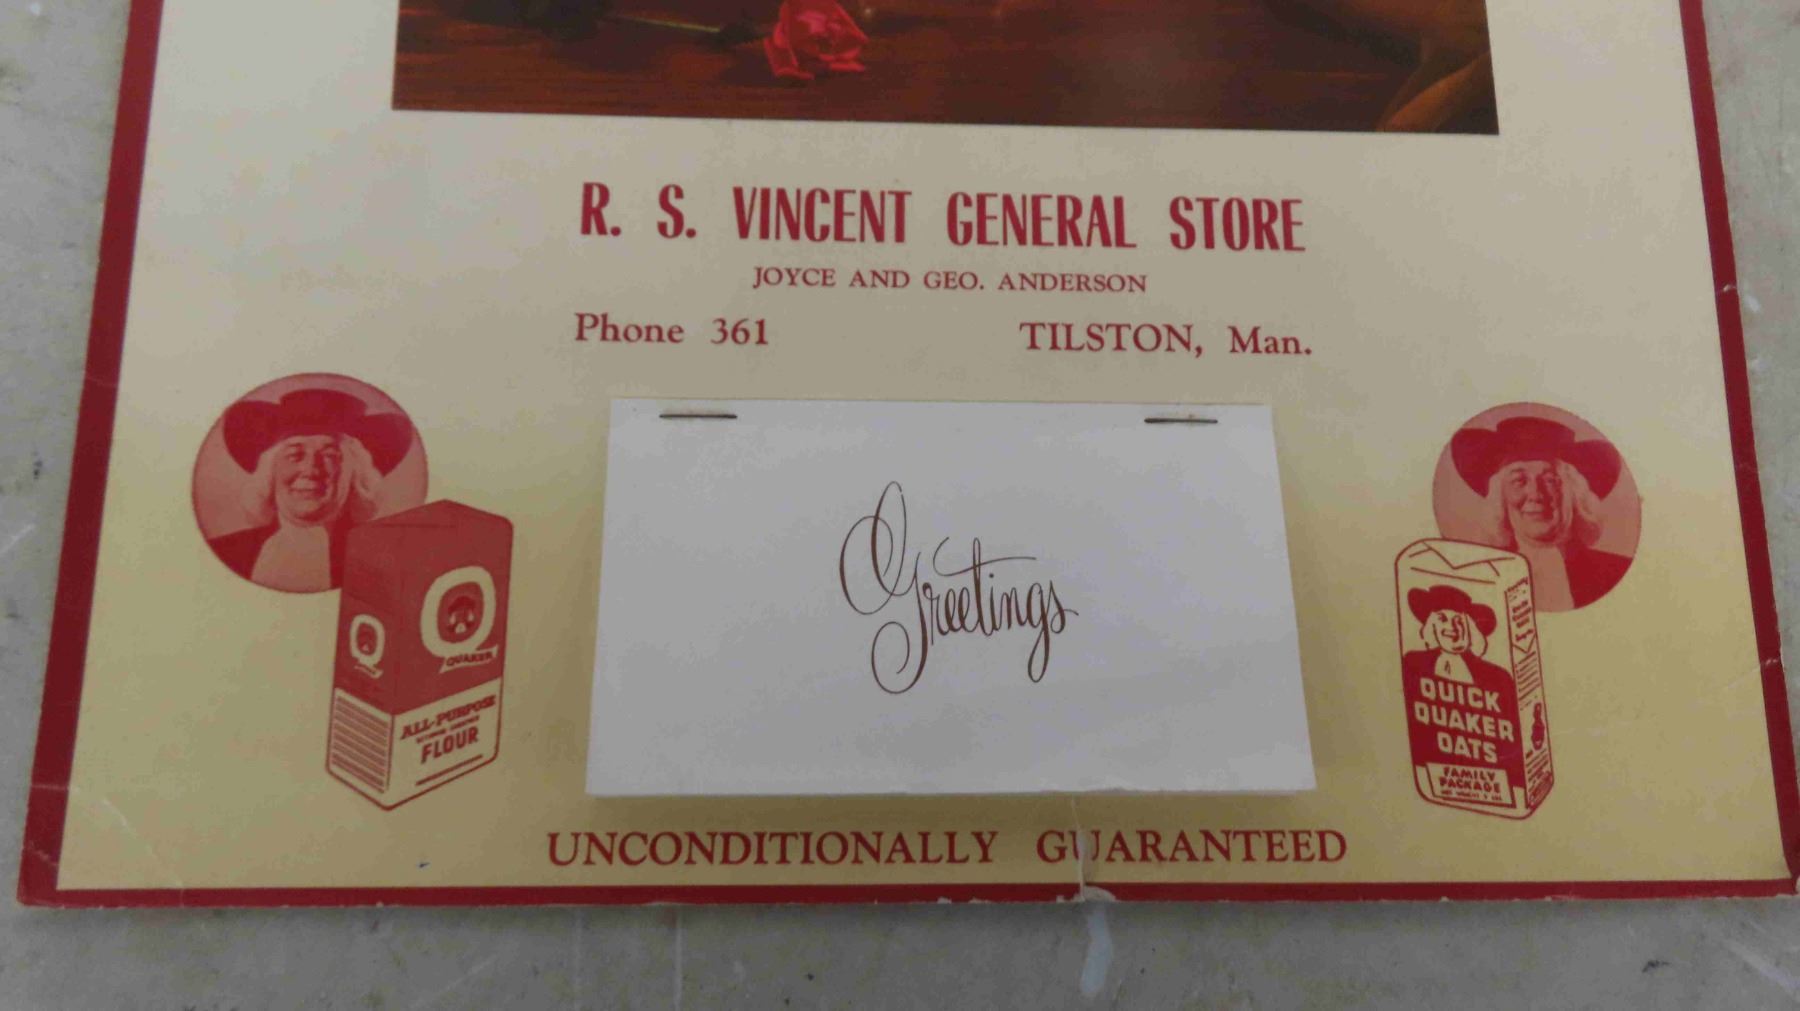 R. S. VINCENT GENERAL STORE
JOYCE AND GEO. ANDERSON
Phone 361 TILSTON, Man.
Greetings
Q
Q
QUAKER
ALL-PURPOSE
FLOUR
QUICK
QUAKER
OATS
FAMILY
PACKAGE
UNCONDITIONALLY GUARANTEED